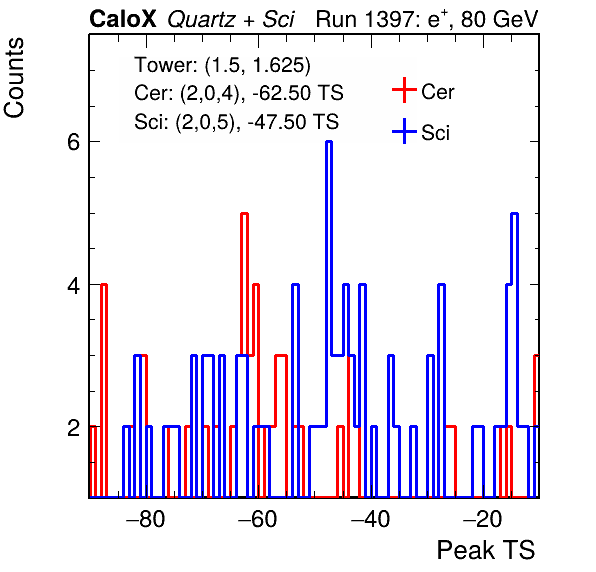 CaloX Quartz + Sci Run 1397: e+, 80 GeV
Counts
Tower: (1.5, 1.625)
Cer: (2,0,4), -62.50 TS
Sci: (2,0,5), -47.50 TS
Cer
Sci
6
4
2
−80 −60 −40 −20
Peak TS